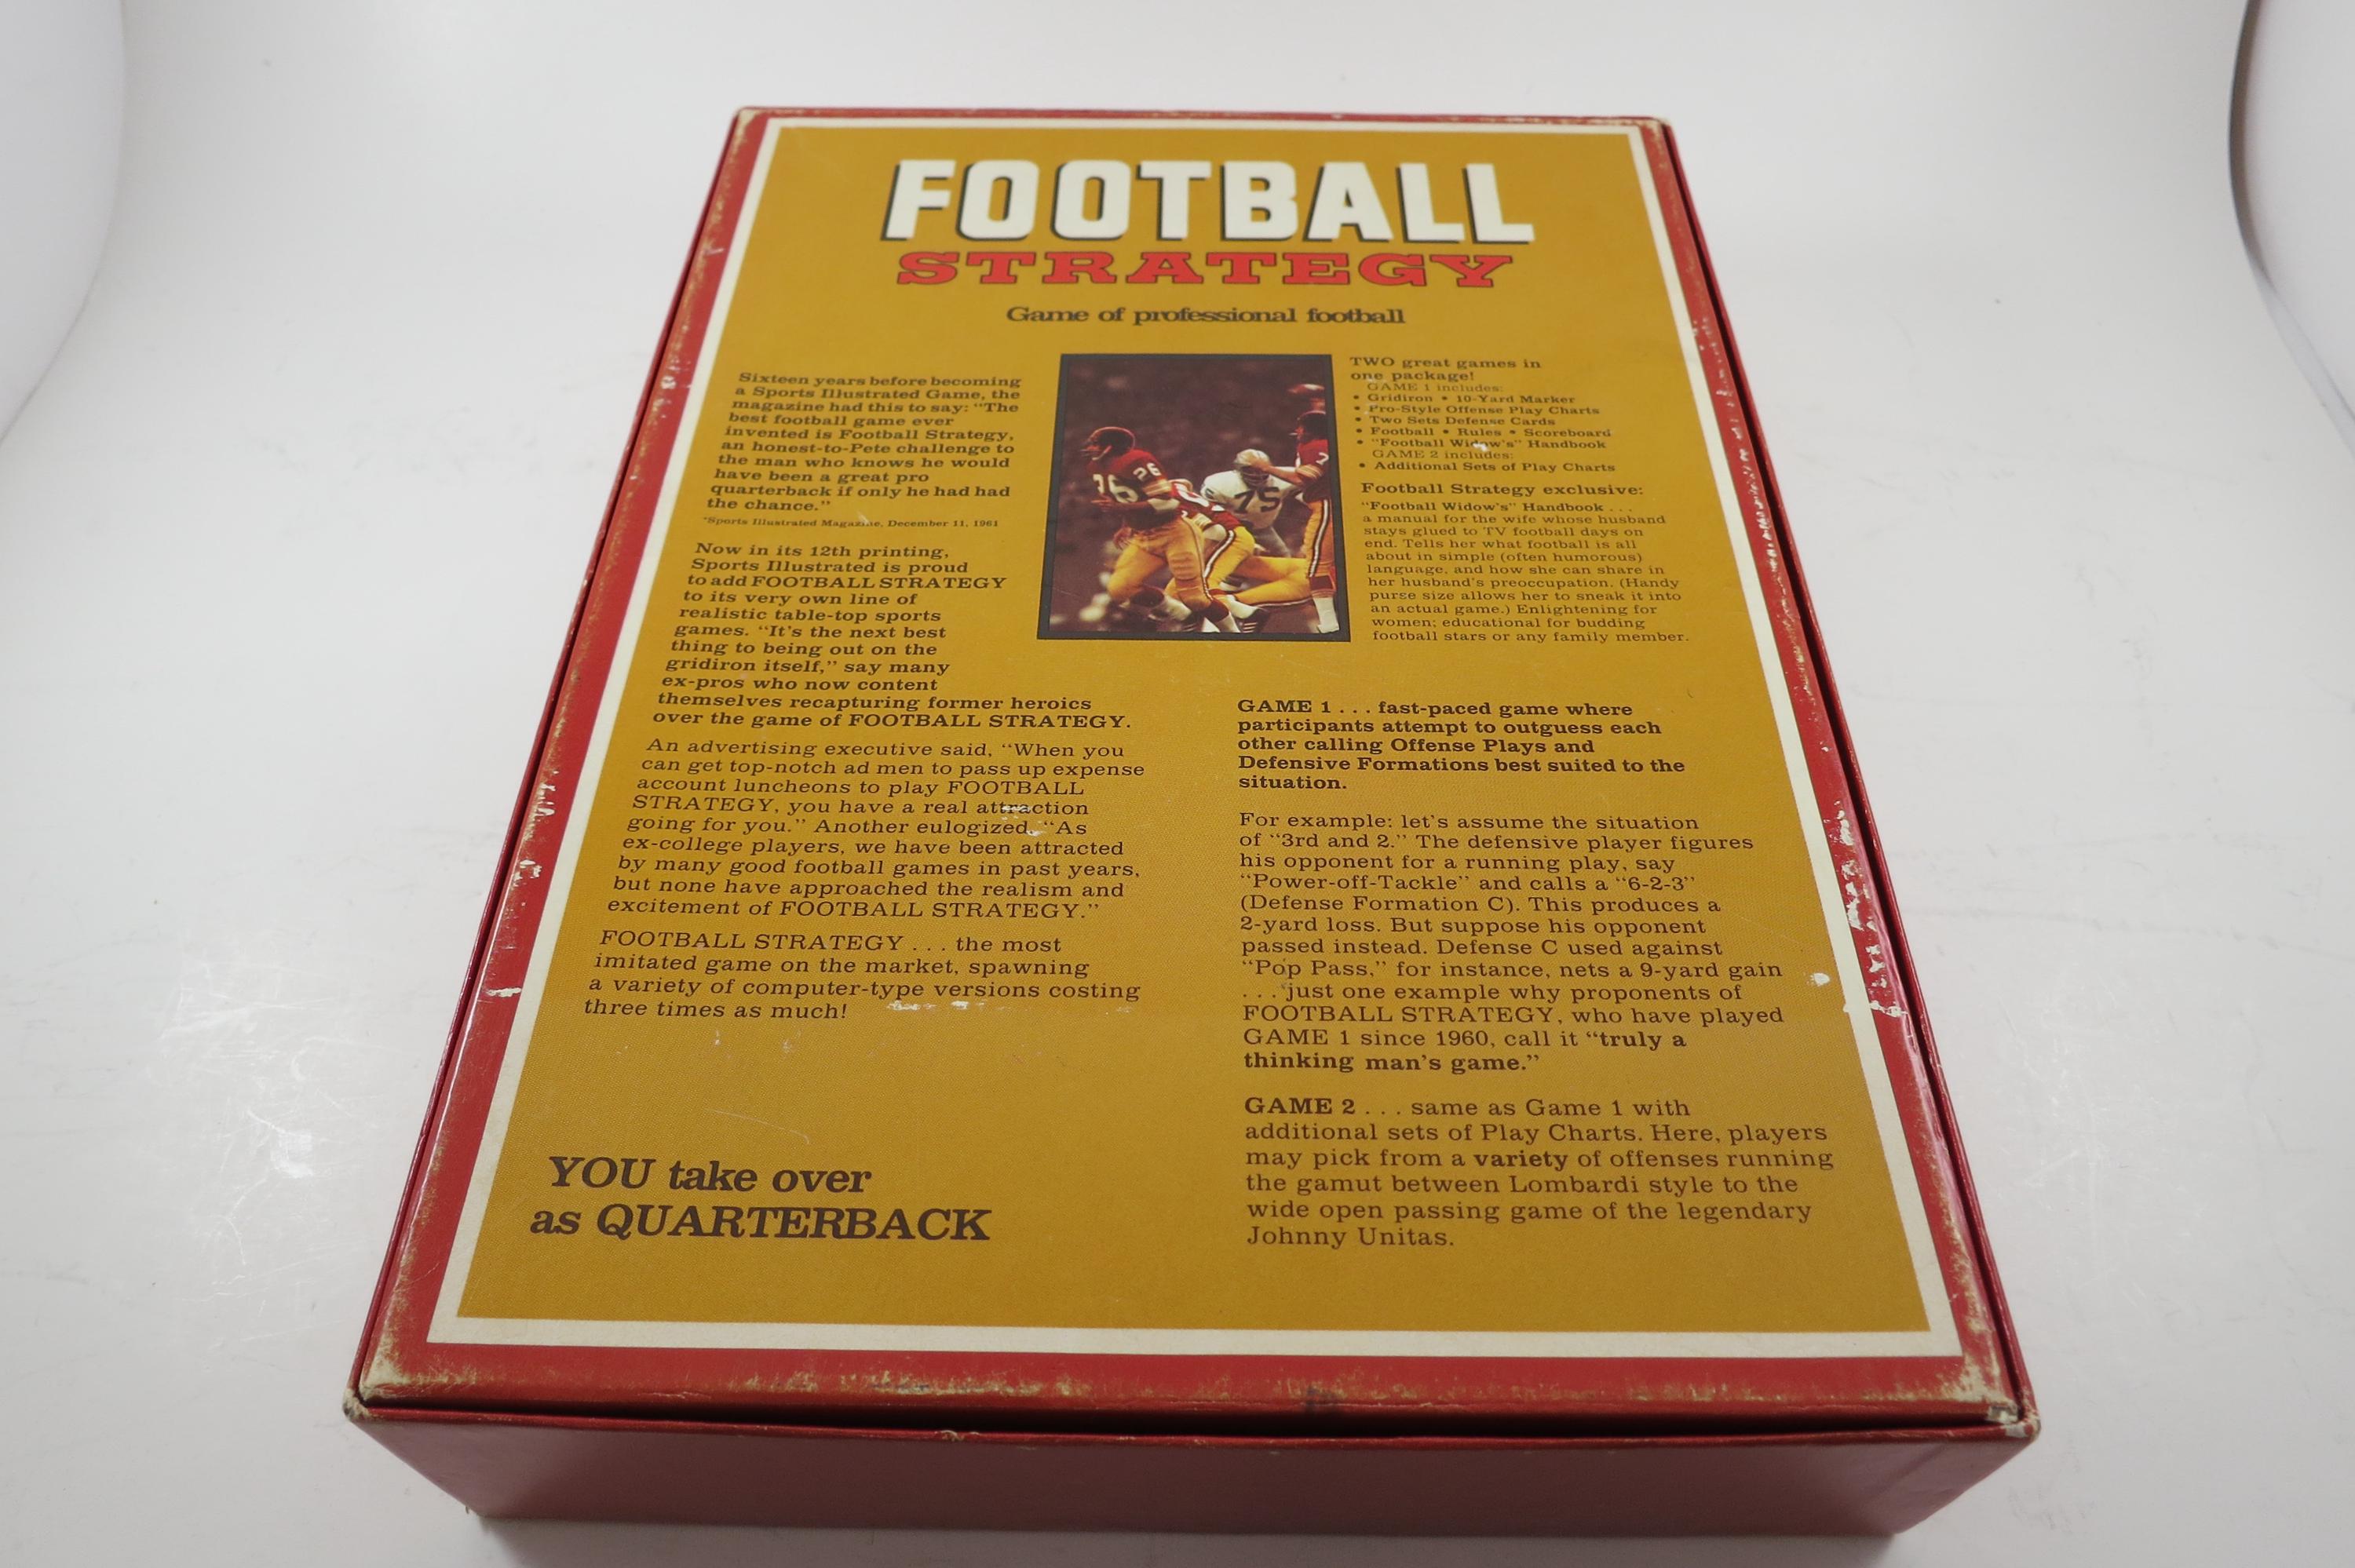 FOOTBALL
STRATEGY
Game of professional football
Sixteen years before becoming
a Sports Illustrated Game, the
magazine had this to say: "The
best football game ever
invented is Football Strategy,
an honest-to-Pete challenge to
the man who knows he would
have been a great pro
quarterback if only he had had
the chance."
*Sports Illustrated Magazine, December 11, 1961
Now in its 12th printing,
Sports Illustrated is proud
to add FOOTBALL STRATEGY
to its very own line of
realistic table-top sports
games. "It's the next best
thing to being out on the
gridiron itself," say many
ex-pros who now content
themselves recapturing former heroics
over the game of FOOTBALL STRATEGY.
An advertising executive said, "When you
can get top-notch ad men to pass up expense
account luncheons to play FOOTBALL
STRATEGY, you have a real attraction
going for you." Another eulogized, "As
ex-college players, we have been attracted
by many good football games in past years,
but none have approached the realism and
excitement of FOOTBALL STRATEGY."
FOOTBALL STRATEGY . . . the most
imitated game on the market, spawning
a variety of computer-type versions costing
three times as much!
YOU take over
as QUARTERBACK
26
26
75
TWO great games in
one package!
GAME 1 includes:
• Gridiron • 10-Yard Marker
• Pro-Style Offense Play Charts
• Two Sets Defense Cards
• Football • Rules • Scoreboard
• "Football Widow's" Handbook
GAME 2 includes:
• Additional Sets of Play Charts
Football Strategy exclusive:
"Football Widow's" Handbook . . .
a manual for the wife whose husband
stays glued to TV football days on
end. Tells her what football is all
about in simple (often humorous)
language, and how she can share in
her husband's preoccupation. (Handy
purse size allows her to sneak it into
an actual game.) Enlightening for
women; educational for budding
football stars or any family member.
GAME 1 . . . fast-paced game where
participants attempt to outguess each
other calling Offense Plays and
Defensive Formations best suited to the
situation.
For example: let's assume the situation
of "3rd and 2." The defensive player figures
his opponent for a running play, say
"Power-off-Tackle" and calls a "6-2-3"
(Defense Formation C). This produces a
2-yard loss. But suppose his opponent
passed instead. Defense C used against
"Pop Pass," for instance, nets a 9-yard gain
. . . just one example why proponents of
FOOTBALL STRATEGY, who have played
GAME 1 since 1960, call it "truly a
thinking man's game."
GAME 2 . . . same as Game 1 with
additional sets of Play Charts. Here, players
may pick from a variety of offenses running
the gamut between Lombardi style to the
wide open passing game of the legendary
Johnny Unitas.